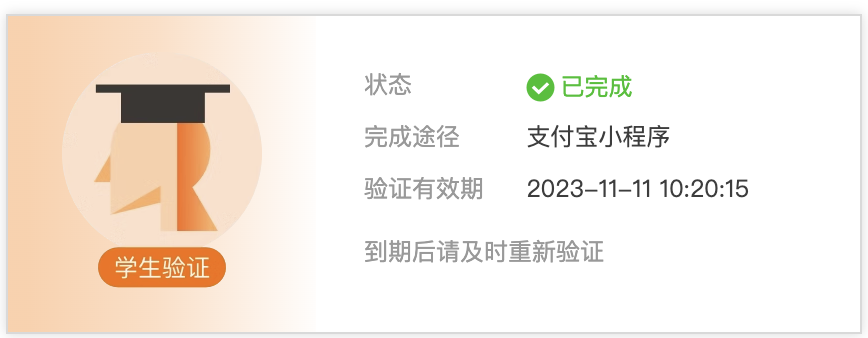 状态 已完成
完成途径 支付宝小程序
验证有效期 2023-11-11 10:20:15
到期后请及时重新验证
学生验证